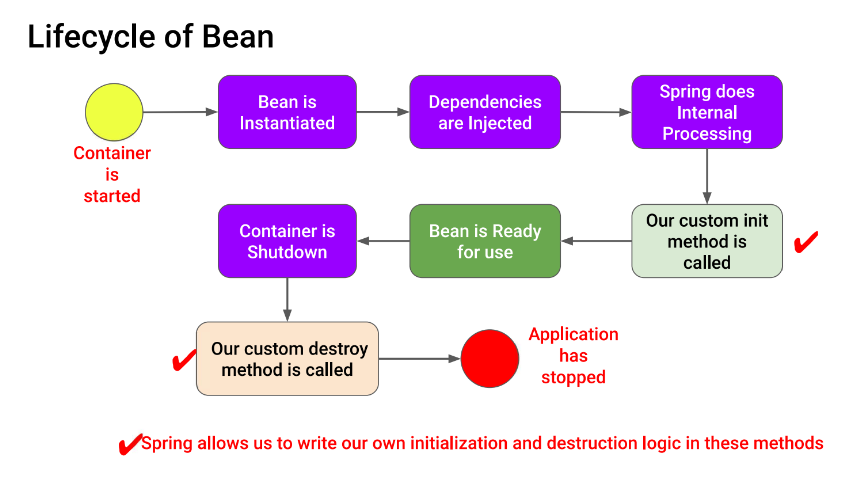 Lifecycle of Bean
Container
is
started
Bean is
Instantiated
Dependencies
are Injected
Spring does
Internal
Processing
Our custom init
method is
called
Bean is Ready
for use
Container is
Shutdown
Our custom destroy
method is called
Application
has
stopped
Spring allows us to write our own initialization and destruction logic in these methods